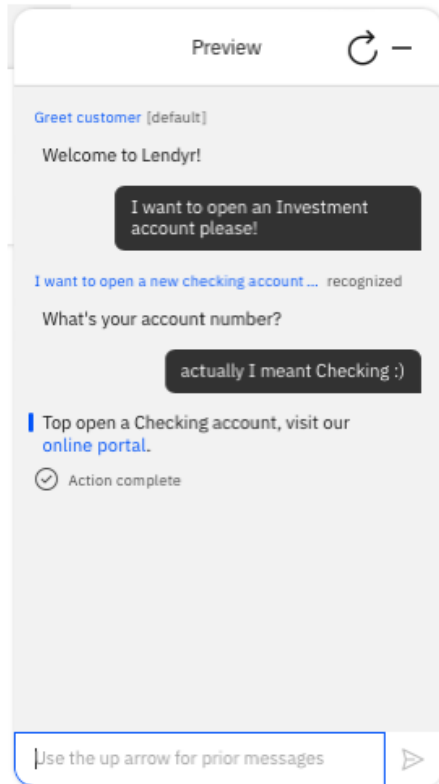 Preview
Greet customer [default]
Welcome to Lendyr!
I want to open an Investment
account please!
I want to open a new checking account ... recognized
What's your account number?
actually I meant Checking :)
Top open a Checking account, visit our
online portal.
Action complete
Use the up arrow for prior messages